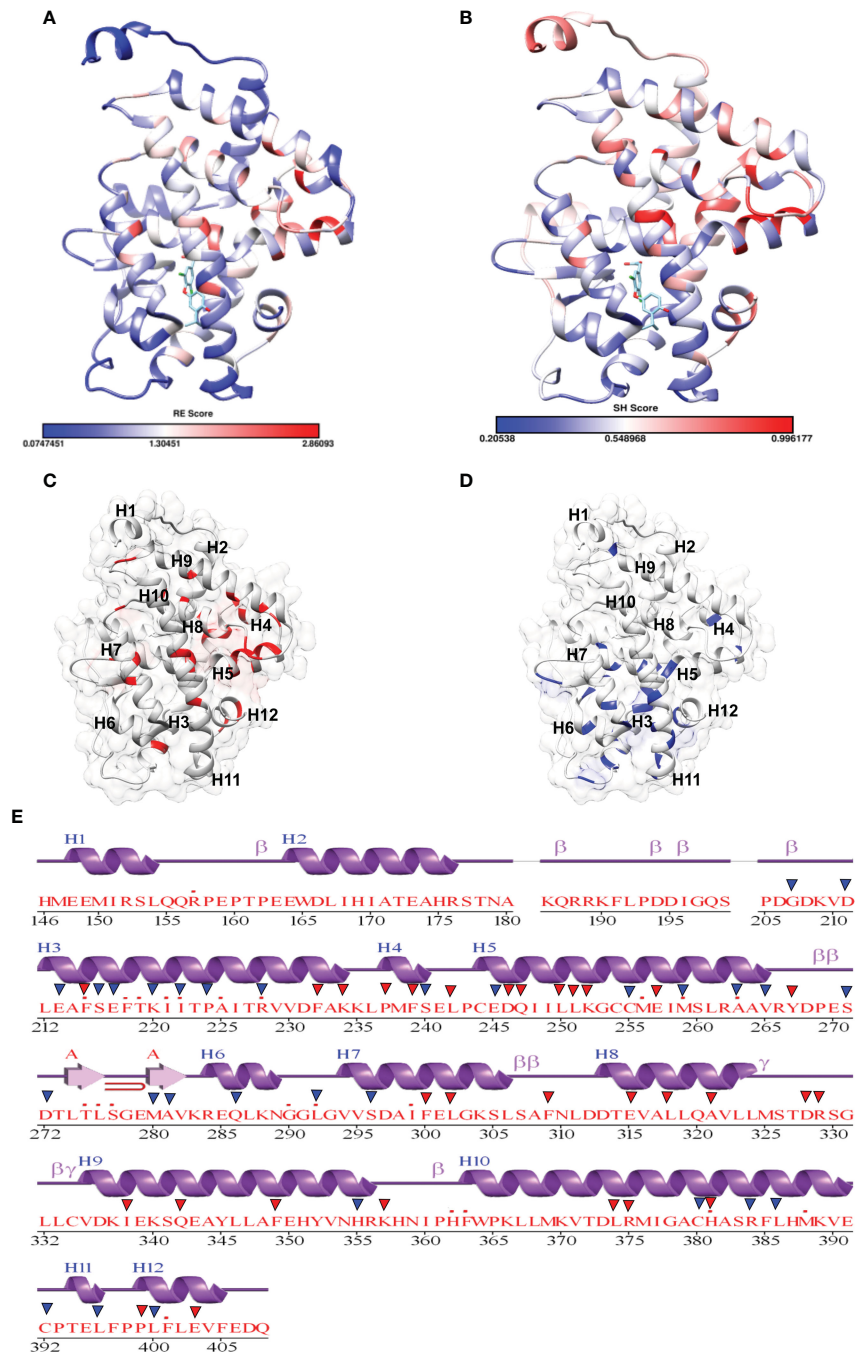 A
B
RE Score
0.0747451 1.30451 2.86093
SH Score
0.20538 0.548968 0.996177
C
D
H1
H2
H9
H10
H8
H4
H7
H5
H6
H3
H12
H11
H1
H2
H9
H10
H8
H4
H7
H5
H6
H3
H12
H11
E
H1 β H2 β β β β
HMEEMIRSLQQRPEPTPEEWDLIHIATEAHRSTNA KQRRKFLPDDIGQS PDGDKVD
146 150 155 160 165 170 175 180 190 195 205 211
H3 H4 H5 ββ
LEAFSEFTKIITPAITRVVDFAKKLPMFSELPCEDQIILLKGCCMEIMSLRAAVRYDPES
212 215 220 225 230 235 240 245 250 255 260 265 271
A A H6 H7 ββ H8 γ
DTLTLSGEMAVKREQLKNGGLGVVSDAIFELGKSLSAFNLDDTEVALLQAVLLMSTDRSG
272 280 285 290 295 300 305 310 315 320 325 331
βγ H9 β H10
LLCVDKIEKSQEAYLLAFEHYVNHRKHNIPHFWPKLLMKVTDLRMIGACHASRFLHMKVE
332 340 345 350 355 360 365 370 375 380 385 391
H11 H12
CPTELFPPLFLEVFEDQ
392 400 405